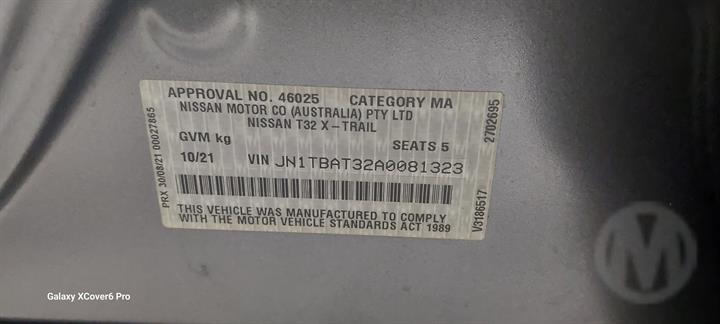 APPROVAL NO. 46025 CATEGORY MA
NISSAN MOTOR CO (AUSTRALIA) PTY LTD
NISSAN T32 X-TRAIL
GVM kg SEATS 5
10/21 VIN JN1TBAT32A0081323
THIS VEHICLE WAS MANUFACTURED TO COMPLY
WITH THE MOTOR VEHICLE STANDARDS ACT 1989
PRX 30/08/21 00027865
2702695
V3186517
M
Galaxy XCover6 Pro